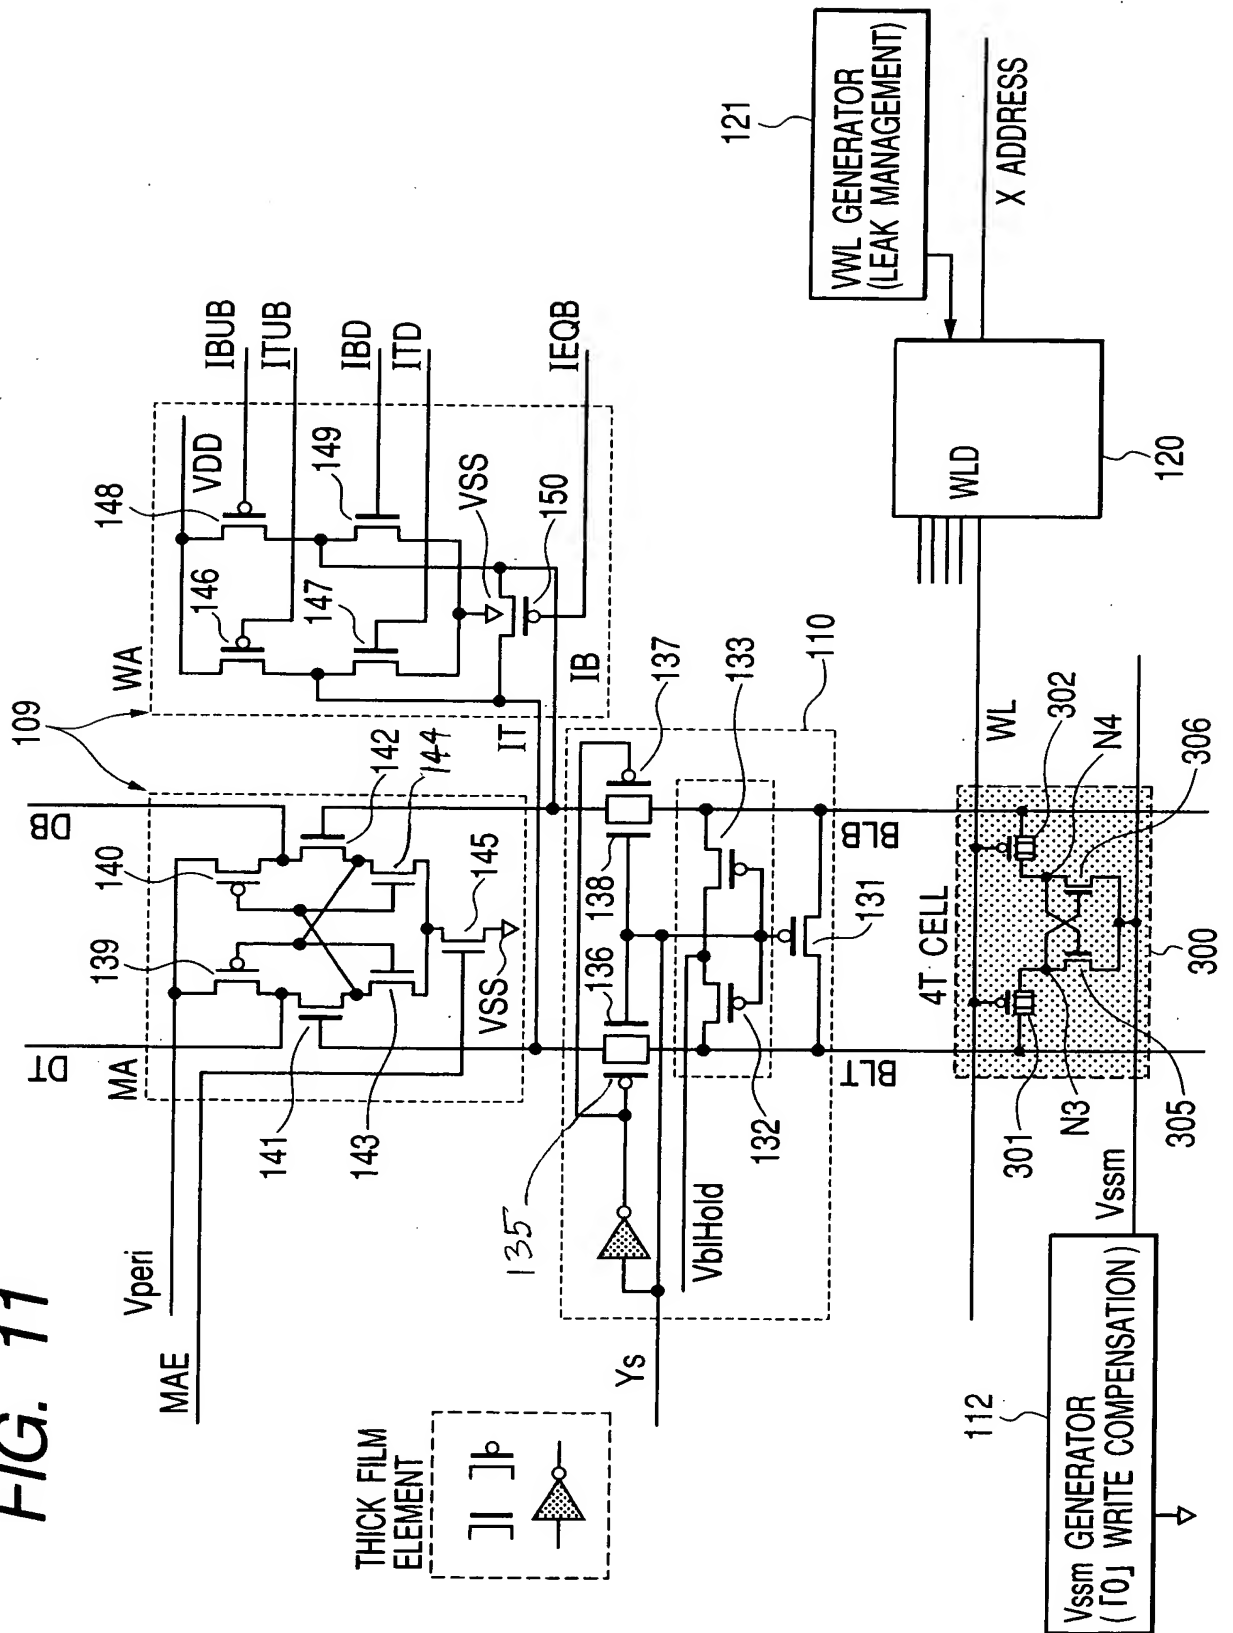 FIG. 11
Vperi
MAE
DT
DB
MA
139
140
141
142
143
144
145
VSS
109
WA
VDD
146
147
148
149
150
VSS
IBUB
ITUB
IBD
ITD
IEQB
IT
IB
THICK FILM
ELEMENT
Ys
VblHold
135
136
137
138
132
133
131
110
BLT
BLB
4T CELL
WL
301
302
N3
N4
305
306
300
Vssm
112
Vssm GENERATOR
(「0」 WRITE COMPENSATION)
WLD
120
121
VWL GENERATOR
(LEAK MANAGEMENT)
X ADDRESS